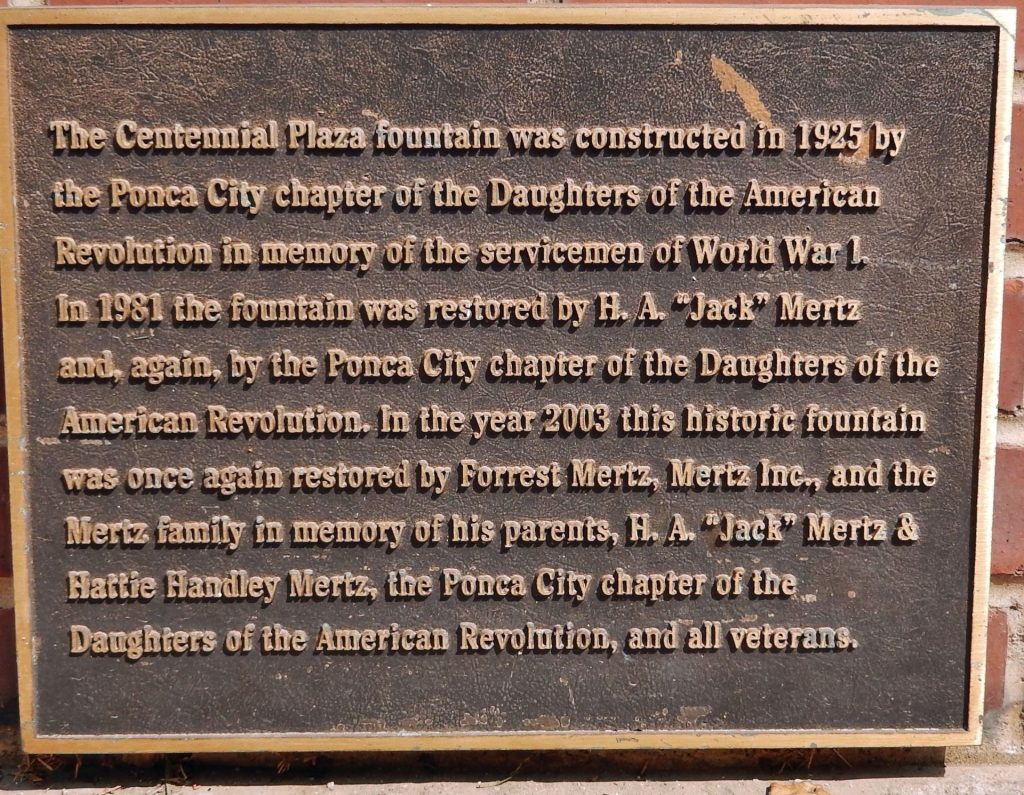 The Centennial Plaza fountain was constructed in 1925 by
the Ponca City chapter of the Daughters of the American
Revolution in memory of the servicemen of World War I.
In 1981 the fountain was restored by H. A. “Jack” Mertz
and, again, by the Ponca City chapter of the Daughters of the
American Revolution. In the year 2003 this historic fountain
was once again restored by Forrest Mertz, Mertz Inc., and the
Mertz family in memory of his parents, H. A. “Jack” Mertz &
Hattie Handley Mertz, the Ponca City chapter of the
Daughters of the American Revolution, and all veterans.